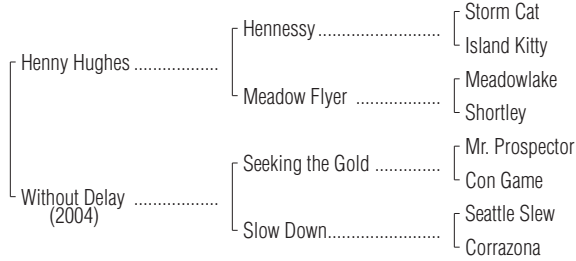 Storm Cat
Hennessy
Island Kitty
Henny Hughes
Meadowlake
Meadow Flyer
Shortley
Mr. Prospector
Seeking the Gold
Con Game
Without Delay
(2004)
Seattle Slew
Slow Down
Corrazona